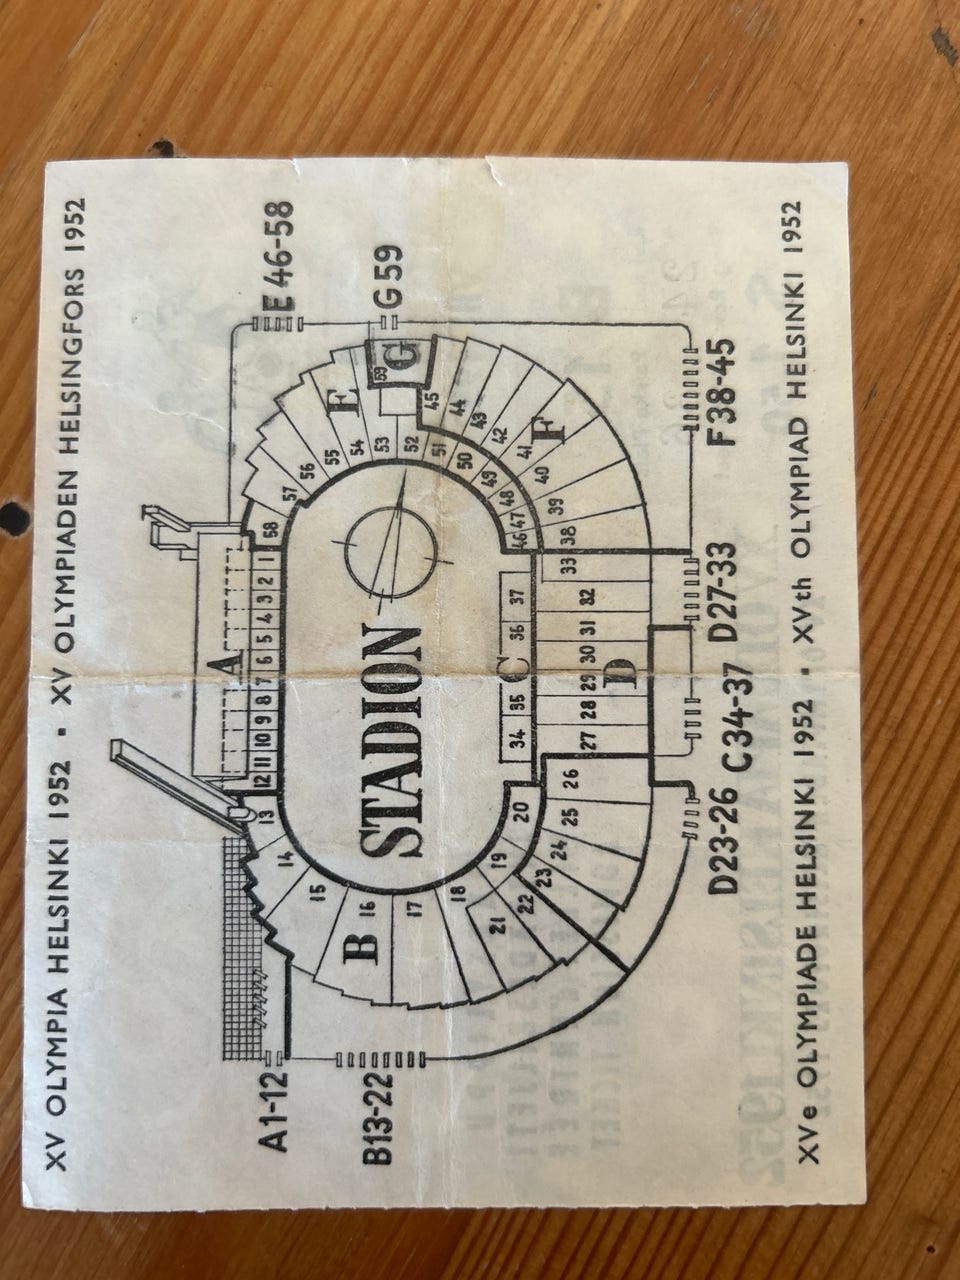 XV OLYMPIA HELSINKI 1952 · XV OLYMPIADEN HELSINGFORS 1952
A
A1-12
12 11 10 9 8 7 6 5 4 3 2 1
13
58
E 46-58
14
57
15
56
55
E
54
B
16
53
59
B13-22
STADION
G
G 59
17
52
45
18
51
44
50
43
19
49
42
21
48
20
34 35 C 36 37
46 47
22
41
F
23
40
24
39
25
38
26
33
27 28 29 30 31 32
D
D23-26 C34-37 D27-33 F38-45
XVe OLYMPIADE HELSINKI 1952 · XVth OLYMPIAD HELSINKI 1952